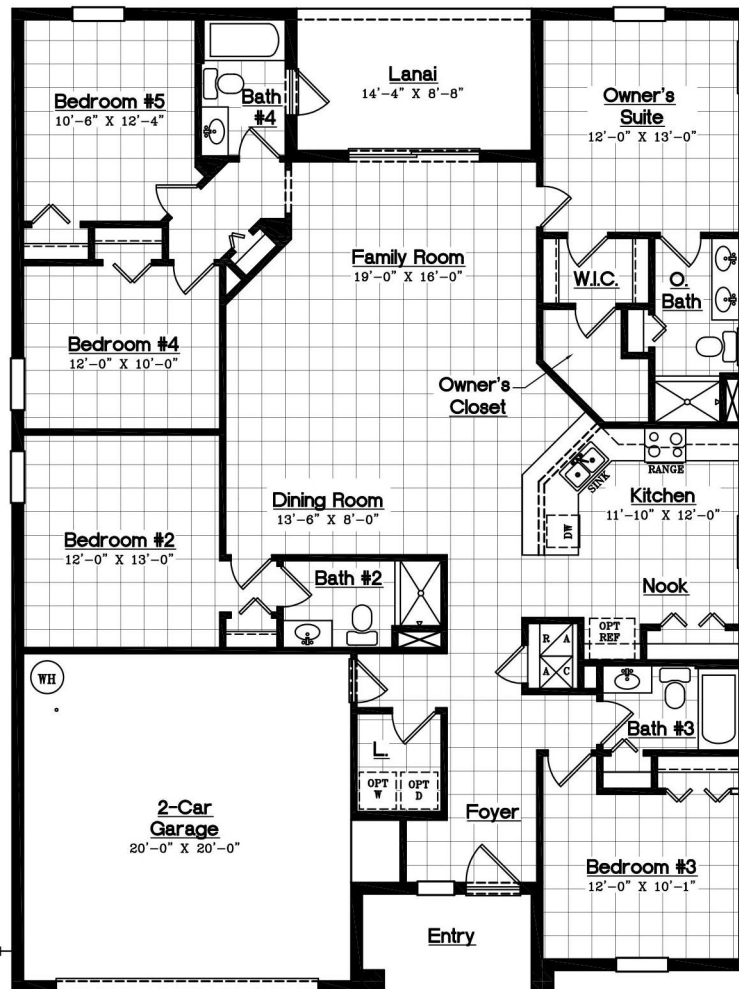 Bedroom #5
10'-6" X 12'-4"
Bath
#4
Lanai
14'-4" X 8'-8"
Owner's
Suite
12'-0" X 13'-0"
Family Room
19'-0" X 16'-0"
W.I.C.
O.
Bath
Bedroom #4
12'-0" X 10'-0"
Owner's
Closet
RANGE
SINK
Kitchen
11'-10" X 12'-0"
DW
Dining Room
13'-6" X 8'-0"
Bedroom #2
12'-0" X 13'-0"
Bath #2
Nook
OPT
REF
R A
A C
WH
Bath #3
L.
OPT
W
OPT
D
2-Car
Garage
20'-0" X 20'-0"
Foyer
Bedroom #3
12'-0" X 10'-1"
Entry